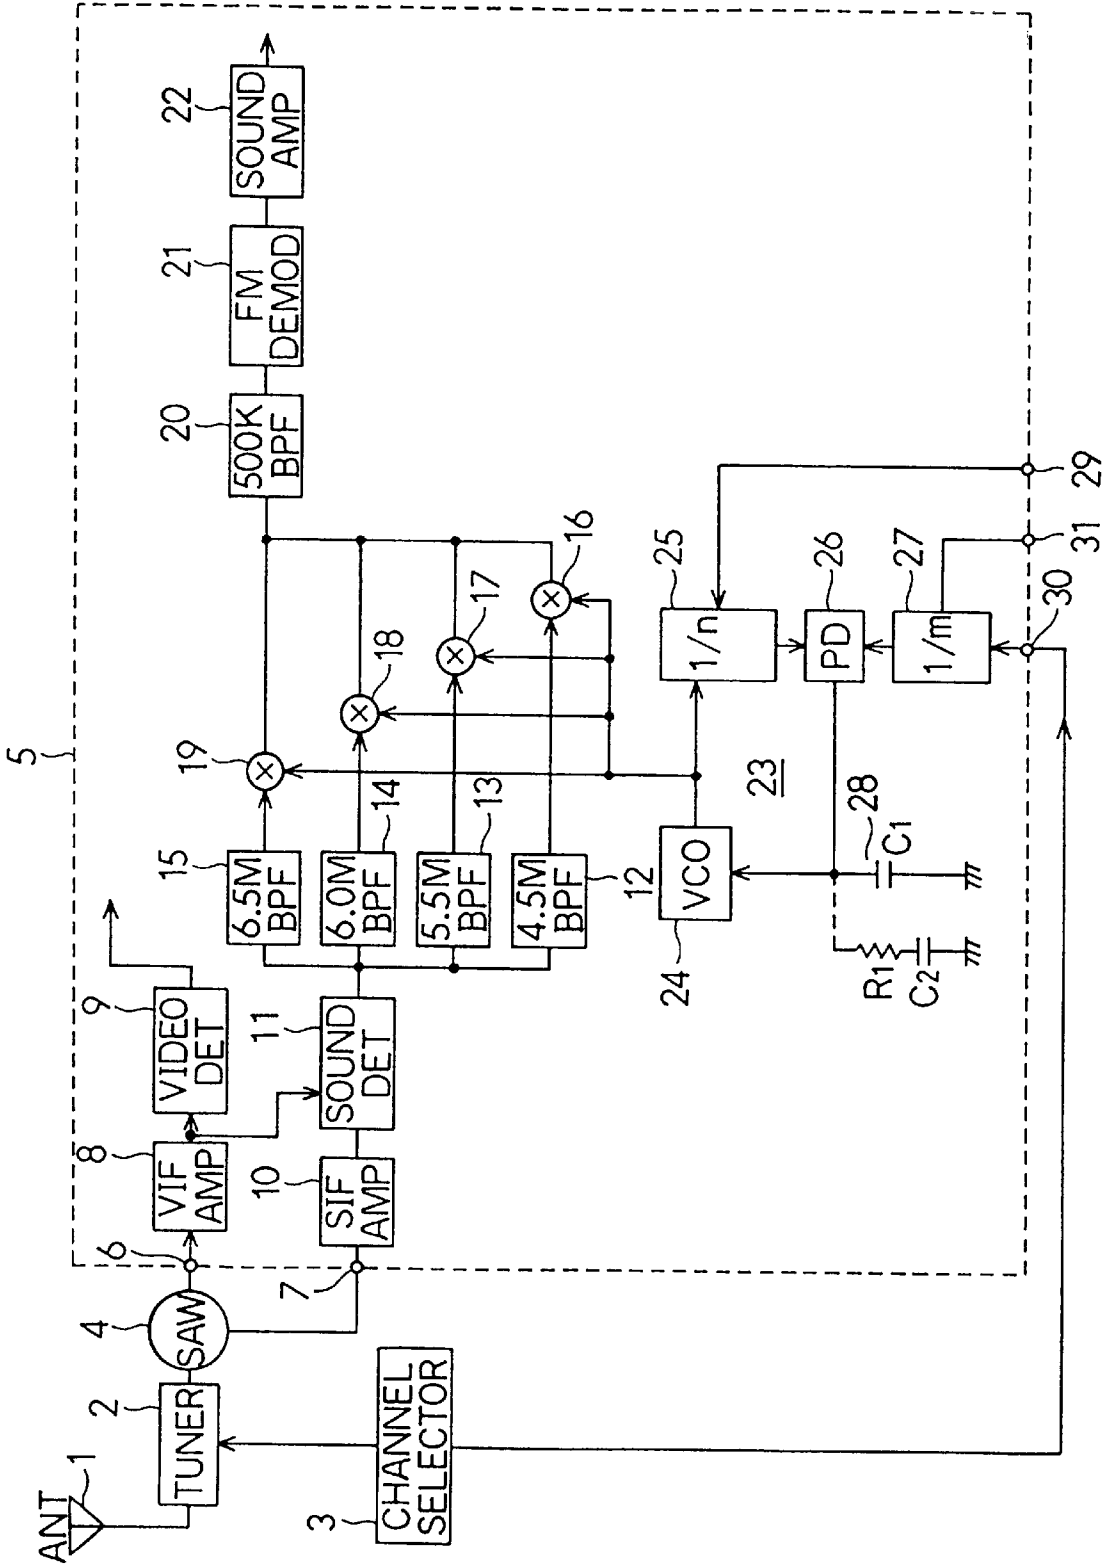 ANT
1
2
TUNER
3
CHANNEL
SELECTOR
4
SAW
5
6
7
8
VIF
AMP
9
VIDEO
DET
10
SIF
AMP
11
SOUND
DET
15
6.5M
BPF
14
6.0M
BPF
13
5.5M
BPF
12
4.5M
BPF
19
18
17
16
20
500K
BPF
21
FM
DEMOD
22
SOUND
AMP
23
24
VCO
25
1/n
26
PD
27
1/m
28
C1
R1
C2
30
31
29